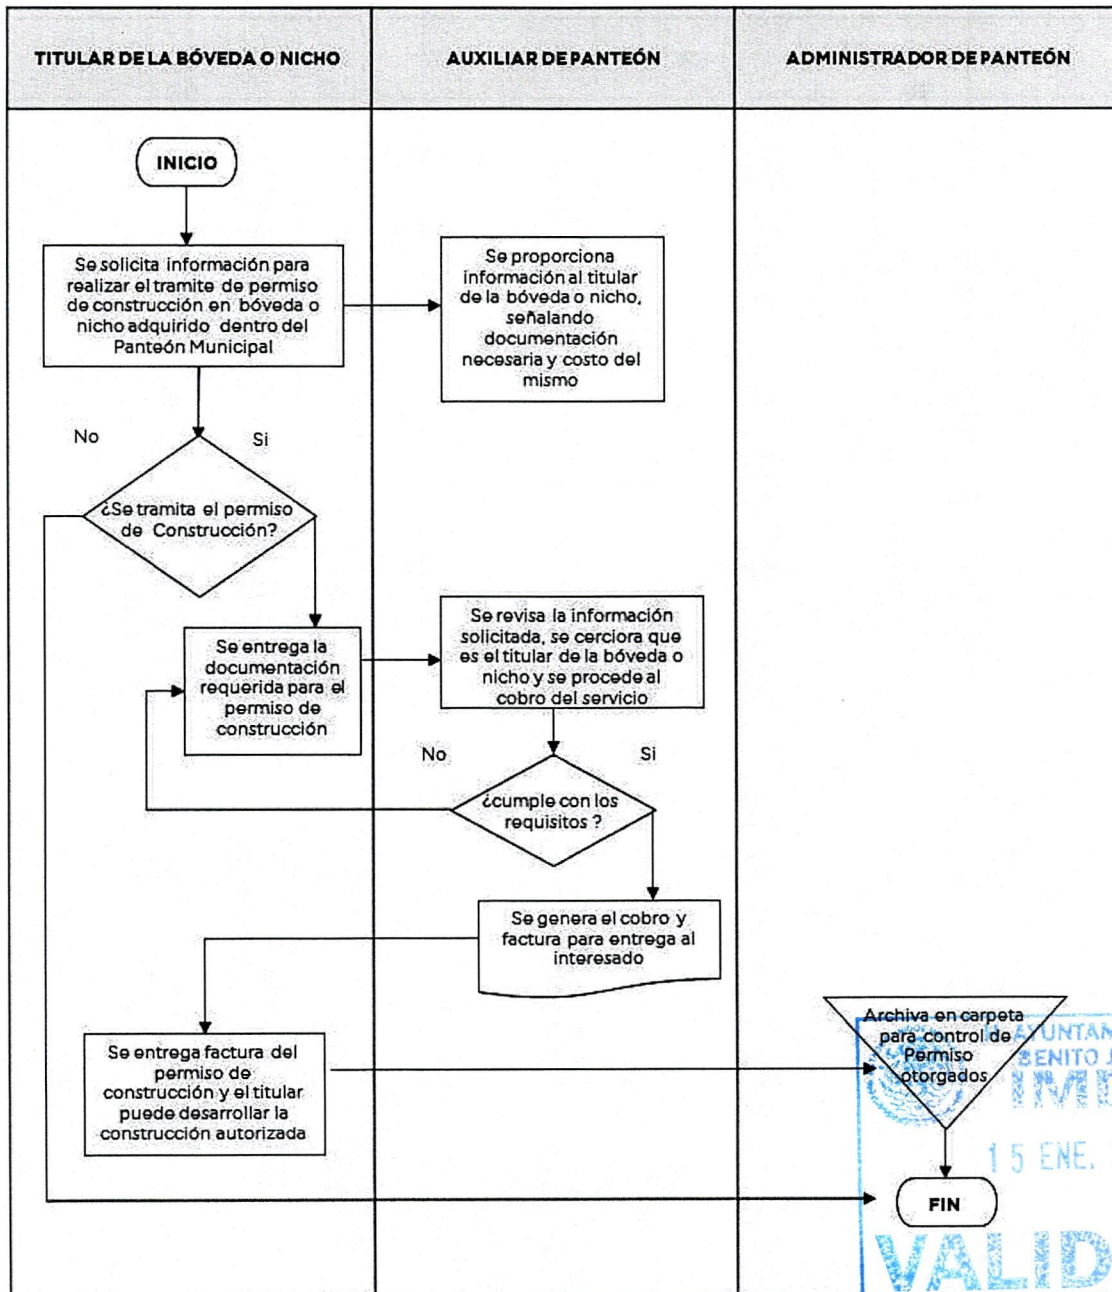 TITULAR DE LA BÓVEDA O NICHO
AUXILIAR DE PANTEÓN
ADMINISTRADOR DE PANTEÓN
INICIO
Se solicita información para
realizar el tramite de permiso
de construcción en bóveda o
nicho adquirido dentro del
Panteón Municipal
Se proporciona
información al titular
de la bóveda o nicho,
señalando
documentación
necesaria y costo del
mismo
No
Si
¿Se tramita el permiso
de Construcción?
Se entrega la
documentación
requerida para el
permiso de
construcción
Se revisa la información
solicitada, se cerciora que
es el titular de la bóveda o
nicho y se procede al
cobro del servicio
No
Si
¿cumple con los
requisitos ?
Se genera el cobro y
factura para entrega al
interesado
Se entrega factura del
permiso de
construcción y el titular
puede desarrollar la
construcción autorizada
Archiva en carpeta
para control de
Permiso
otorgados
AYUNTAM
BENITO J
15 ENE.
FIN
VALID